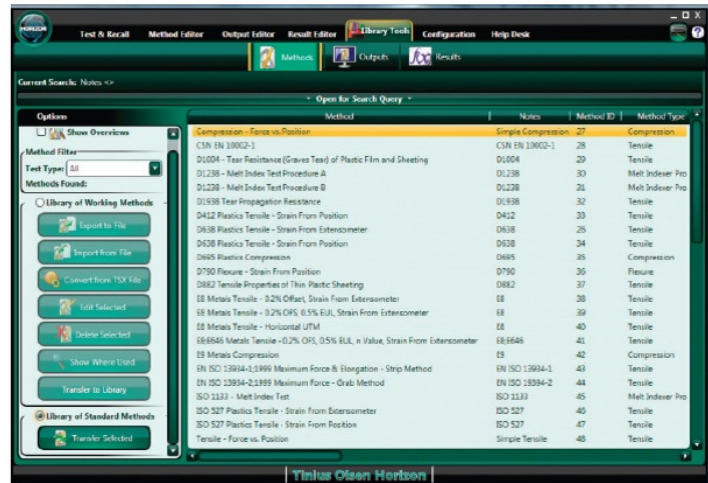 HORIZON
Test & Recall Method Editor Output Editor Result Editor Library Tools Configuration Help Desk
Methods Outputs fox Results
Current Search: Notes <>
Open for Search Query
Options
Show Overviews
Method Filter
Test Type: All
Methods Found:
Library of Working Methods
Export to File
Import from File
Convert from TSX File
Edit Selected
Delete Selected
Show Where Used
Transfer to Library
Library of Standard Methods
Transfer Selected
Method Notes Method ID Method Type
Compression - Force vs. Position Simple Compression 27 Compression
CSN EN 10002-1 CSN EN 10002-1 28 Tensile
D1004 - Tear Resistance (Graves Tear) of Plastic Film and Sheeting D1004 29 Tensile
D1238 - Melt Index Test Procedure A D1238 30 Melt Indexer Pro
D1238 - Melt Index Test Procedure B D1238 31 Melt Indexer Pro
D1938 Tear Propagation Resistance D1938 32 Tensile
D412 Plastics Tensile - Strain From Position D412 33 Tensile
D638 Plastics Tensile - Strain From Extensometer D638 25 Tensile
D638 Plastics Tensile - Strain From Position D638 34 Tensile
D695 Plastics Compression D695 35 Compression
D790 Flexure - Strain From Position D790 36 Flexure
D882 Tensile Properties of Thin Plastic Sheeting D882 37 Tensile
E8 Metals Tensile - 0.2% Offset, Strain From Extensometer E8 38 Tensile
E8 Metals Tensile - 0.2% OFS, 0.5% EUL, Strain From Extensometer E8 39 Tensile
E8 Metals Tensile - Horizontal UTM E8 40 Tensile
E8;E646 Metals Tensile - 0.2% OFS, 0.5% EUL, n Value, Strain From Extensometer E8;E646 41 Tensile
E9 Metals Compression E9 42 Compression
EN ISO 13934-1;1999 Maximum Force & Elongation - Strip Method EN ISO 13934-1 43 Tensile
EN ISO 13934-2;1999 Maximum Force - Grab Method EN ISO 13934-2 44 Tensile
ISO 1133 - Melt Index Test ISO 1133 45 Melt Indexer Pro
ISO 527 Plastics Tensile - Strain From Extensometer ISO 527 46 Tensile
ISO 527 Plastics Tensile - Strain From Position ISO 527 47 Tensile
Tensile - Force vs. Position Simple Tensile 48 Tensile
Tinius Olsen Horizon